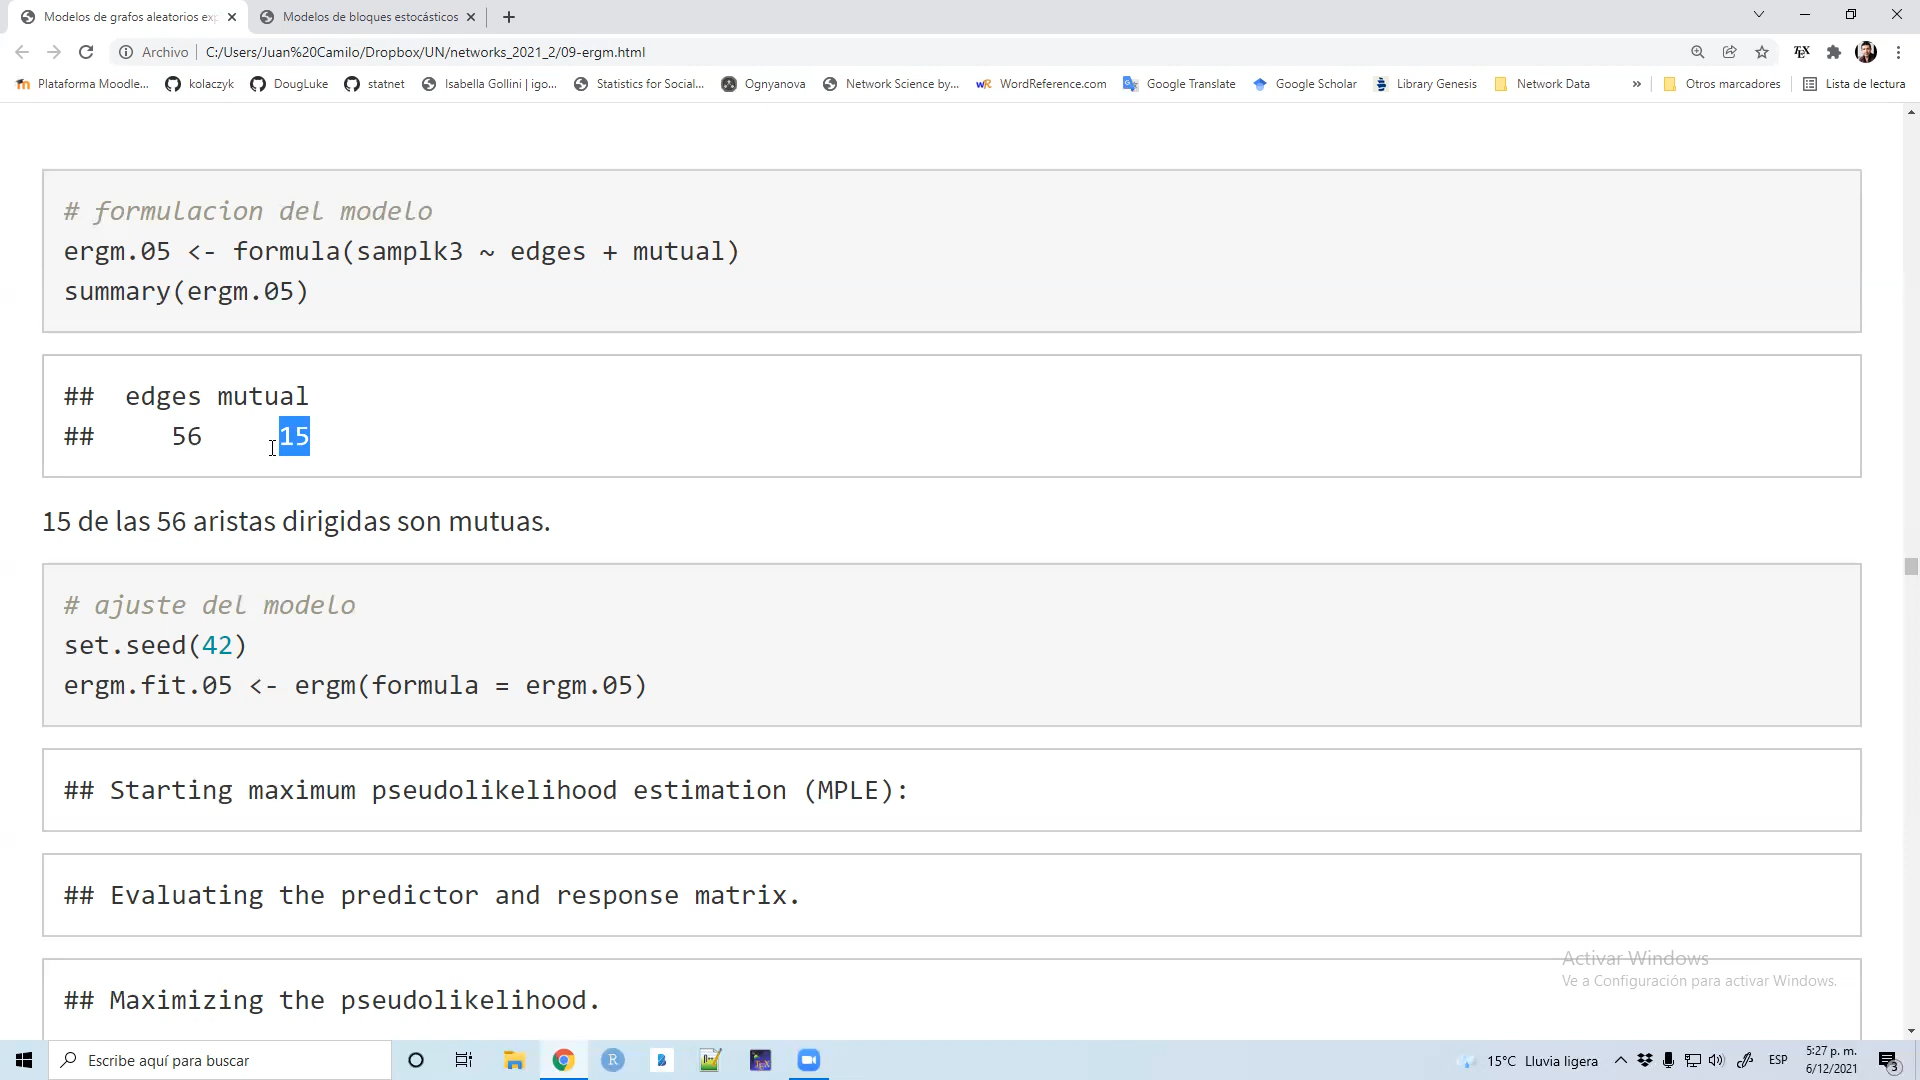 Modelos de grafos aleatorios exp
Modelos de bloques estocásticos
Archivo
C:/Users/Juan%20Camilo/Dropbox/UN/networks_2021_2/09-ergm.html
Plataforma Moodle...
kolaczyk
DougLuke
statnet
Isabella Gollini | igo...
Statistics for Social...
Ognyanova
Network Science by...
WordReference.com
Google Translate
Google Scholar
Library Genesis
Network Data
»
Otros marcadores
Lista de lectura
# formulacion del modelo
ergm.05 <- formula(samplk3 ~ edges + mutual)
summary(ergm.05)
##  edges mutual
##     56     15
15 de las 56 aristas dirigidas son mutuas.
# ajuste del modelo
set.seed(42)
ergm.fit.05 <- ergm(formula = ergm.05)
## Starting maximum pseudolikelihood estimation (MPLE):
## Evaluating the predictor and response matrix.
## Maximizing the pseudolikelihood.
Activar Windows
Ve a Configuración para activar Windows.
Escribe aquí para buscar
15°C Lluvia ligera
ESP
5:27 p. m.
6/12/2021
3